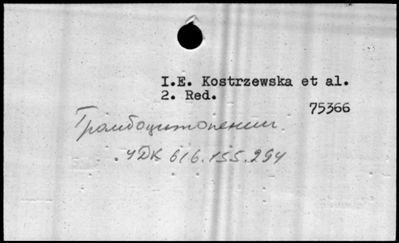 I.E. Kostrzewska et al.
2. Red.
75366
Тромбоцитопении.
УДК 616.155.294